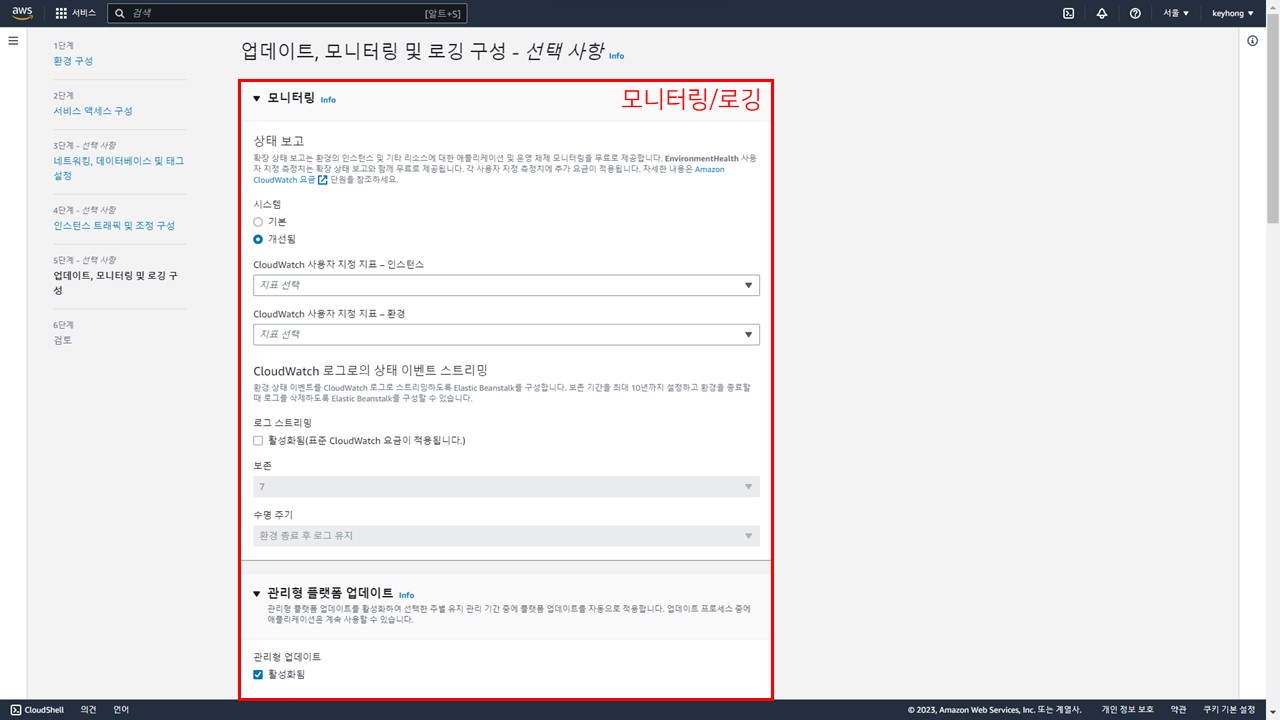 aws
서비스
검색
[알트+S]
서울
keyhong
1단계
환경 구성
2단계
서비스 액세스 구성
3단계 - 선택 사항
네트워킹, 데이터베이스 및 태그
설정
4단계 - 선택 사항
인스턴스 트래픽 및 조정 구성
5단계 - 선택 사항
업데이트, 모니터링 및 로깅 구
성
6단계
검토
업데이트, 모니터링 및 로깅 구성 - 선택 사항 Info
모니터링 Info
모니터링/로깅
상태 보고
확장 상태 보고는 환경의 인스턴스 및 기타 리소스에 대한 애플리케이션 및 운영 체제 모니터링을 무료로 제공합니다. EnvironmentHealth 사용
자 지정 측정치는 확장 상태 보고와 함께 무료로 제공됩니다. 각 사용자 지정 측정치에 추가 요금이 적용됩니다. 자세한 내용은 Amazon
CloudWatch 요금 단원을 참조하세요.
시스템
기본
개선됨
CloudWatch 사용자 지정 지표 – 인스턴스
지표 선택
CloudWatch 사용자 지정 지표 – 환경
지표 선택
CloudWatch 로그로의 상태 이벤트 스트리밍
환경 상태 이벤트를 CloudWatch 로그로 스트리밍하도록 Elastic Beanstalk를 구성합니다. 보존 기간을 최대 10년까지 설정하고 환경을 종료할
때 로그를 삭제하도록 Elastic Beanstalk를 구성할 수 있습니다.
로그 스트리밍
활성화됨(표준 CloudWatch 요금이 적용됩니다.)
보존
7
수명 주기
환경 종료 후 로그 유지
관리형 플랫폼 업데이트 Info
관리형 플랫폼 업데이트를 활성화하여 선택한 주별 유지 관리 기간 중에 플랫폼 업데이트를 자동으로 적용합니다. 업데이트 프로세스 중에
애플리케이션은 계속 사용할 수 있습니다.
관리형 업데이트
활성화됨
CloudShell
의견
언어
© 2023, Amazon Web Services, Inc. 또는 계열사.
개인 정보 보호
약관
쿠키 기본 설정